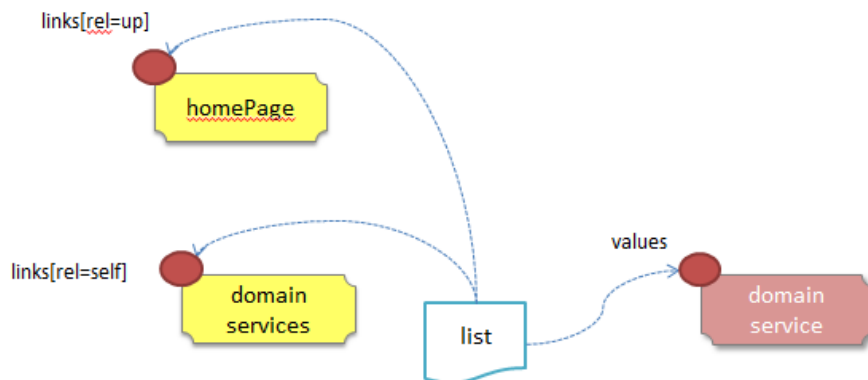 links[rel=up]
homePage
links[rel=self]
domain
services
list
values
domain
service